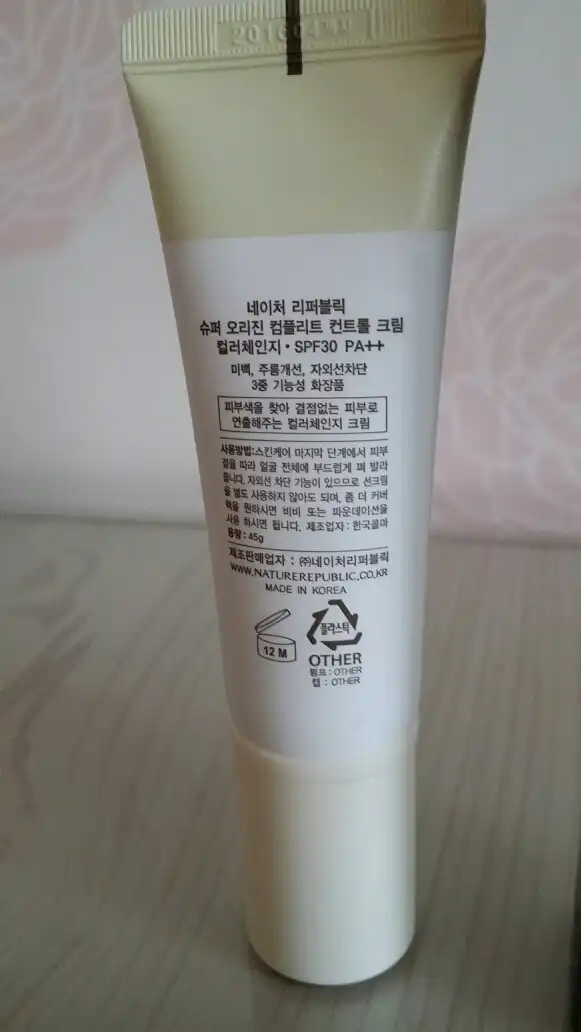 201604까지
네이처 리퍼블릭
슈퍼 오리진 컴플리트 컨트롤 크림
컬러체인지 • SPF30 PA++
미백, 주름개선, 자외선차단
3중 기능성 화장품
피부색을 찾아 결점없는 피부로
연출해주는 컬러체인지 크림
사용방법:스킨케어 마지막 단계에서 피부
결을 따라 얼굴 전체에 부드럽게 펴 발라
줍니다. 자외선 차단 기능이 있으므로 선크림
을 별도 사용하지 않아도 되며, 좀 더 커버
력을 원하시면 비비 또는 파운데이션을
사용 하시면 됩니다. 제조업자 : 한국콜마
용량 : 45g
제조판매업자 : ㈜네이처리퍼블릭
WWW.NATUREREPUBLIC.CO.KR
MADE IN KOREA
12 M
플라스틱
OTHER
펌프 : OTHER
캡 : OTHER